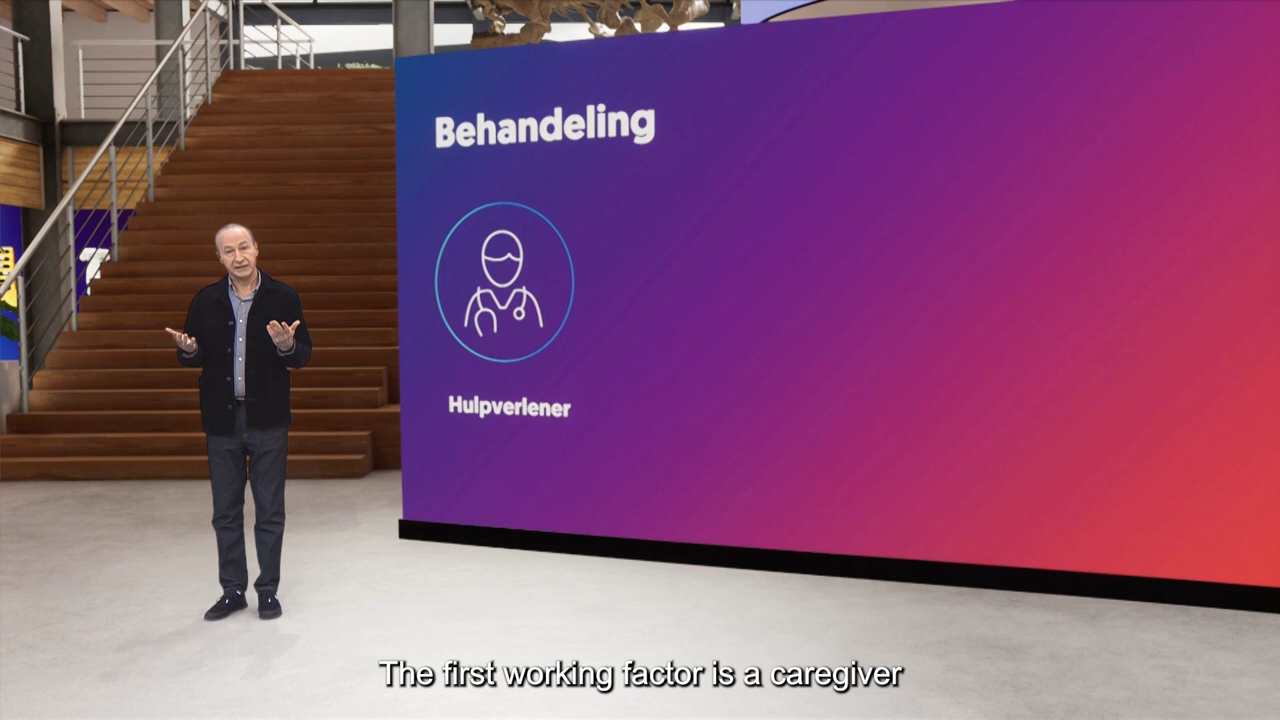 Behandeling
Hulpverlener
The first working factor is a caregiver